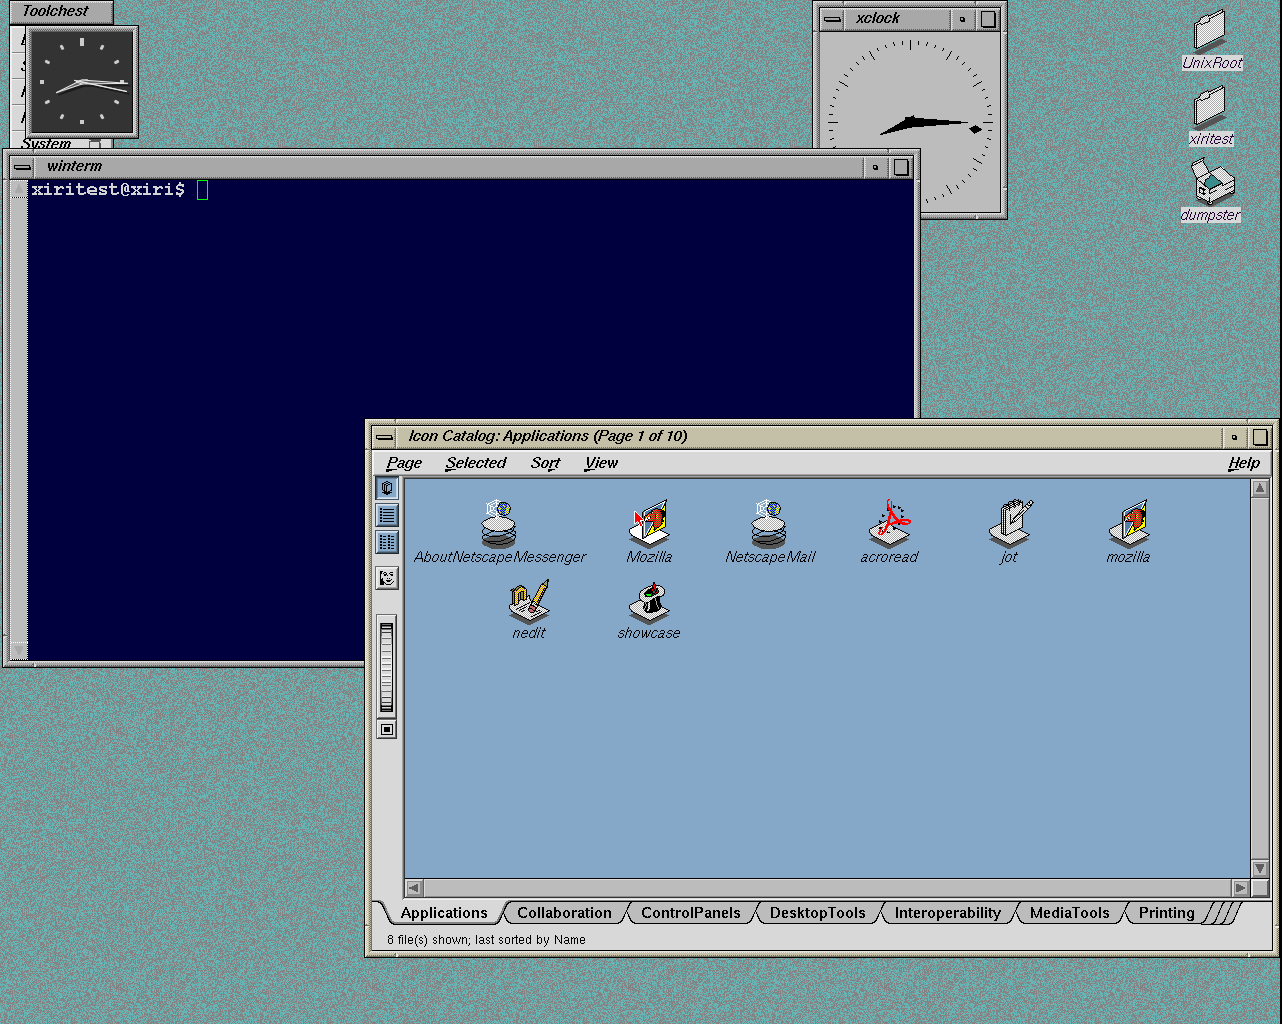 Toolchest
System
xclock
UnixRoot
xiritest
dumpster
winterm
xiritest@xiri$
Icon Catalog: Applications (Page 1 of 10)
Page Selected Sort View Help
AboutNetscapeMessenger Mozilla NetscapeMail acroread jot mozilla
nedit showcase
Applications Collaboration ControlPanels DesktopTools Interoperability MediaTools Printing
8 file(s) shown; last sorted by Name